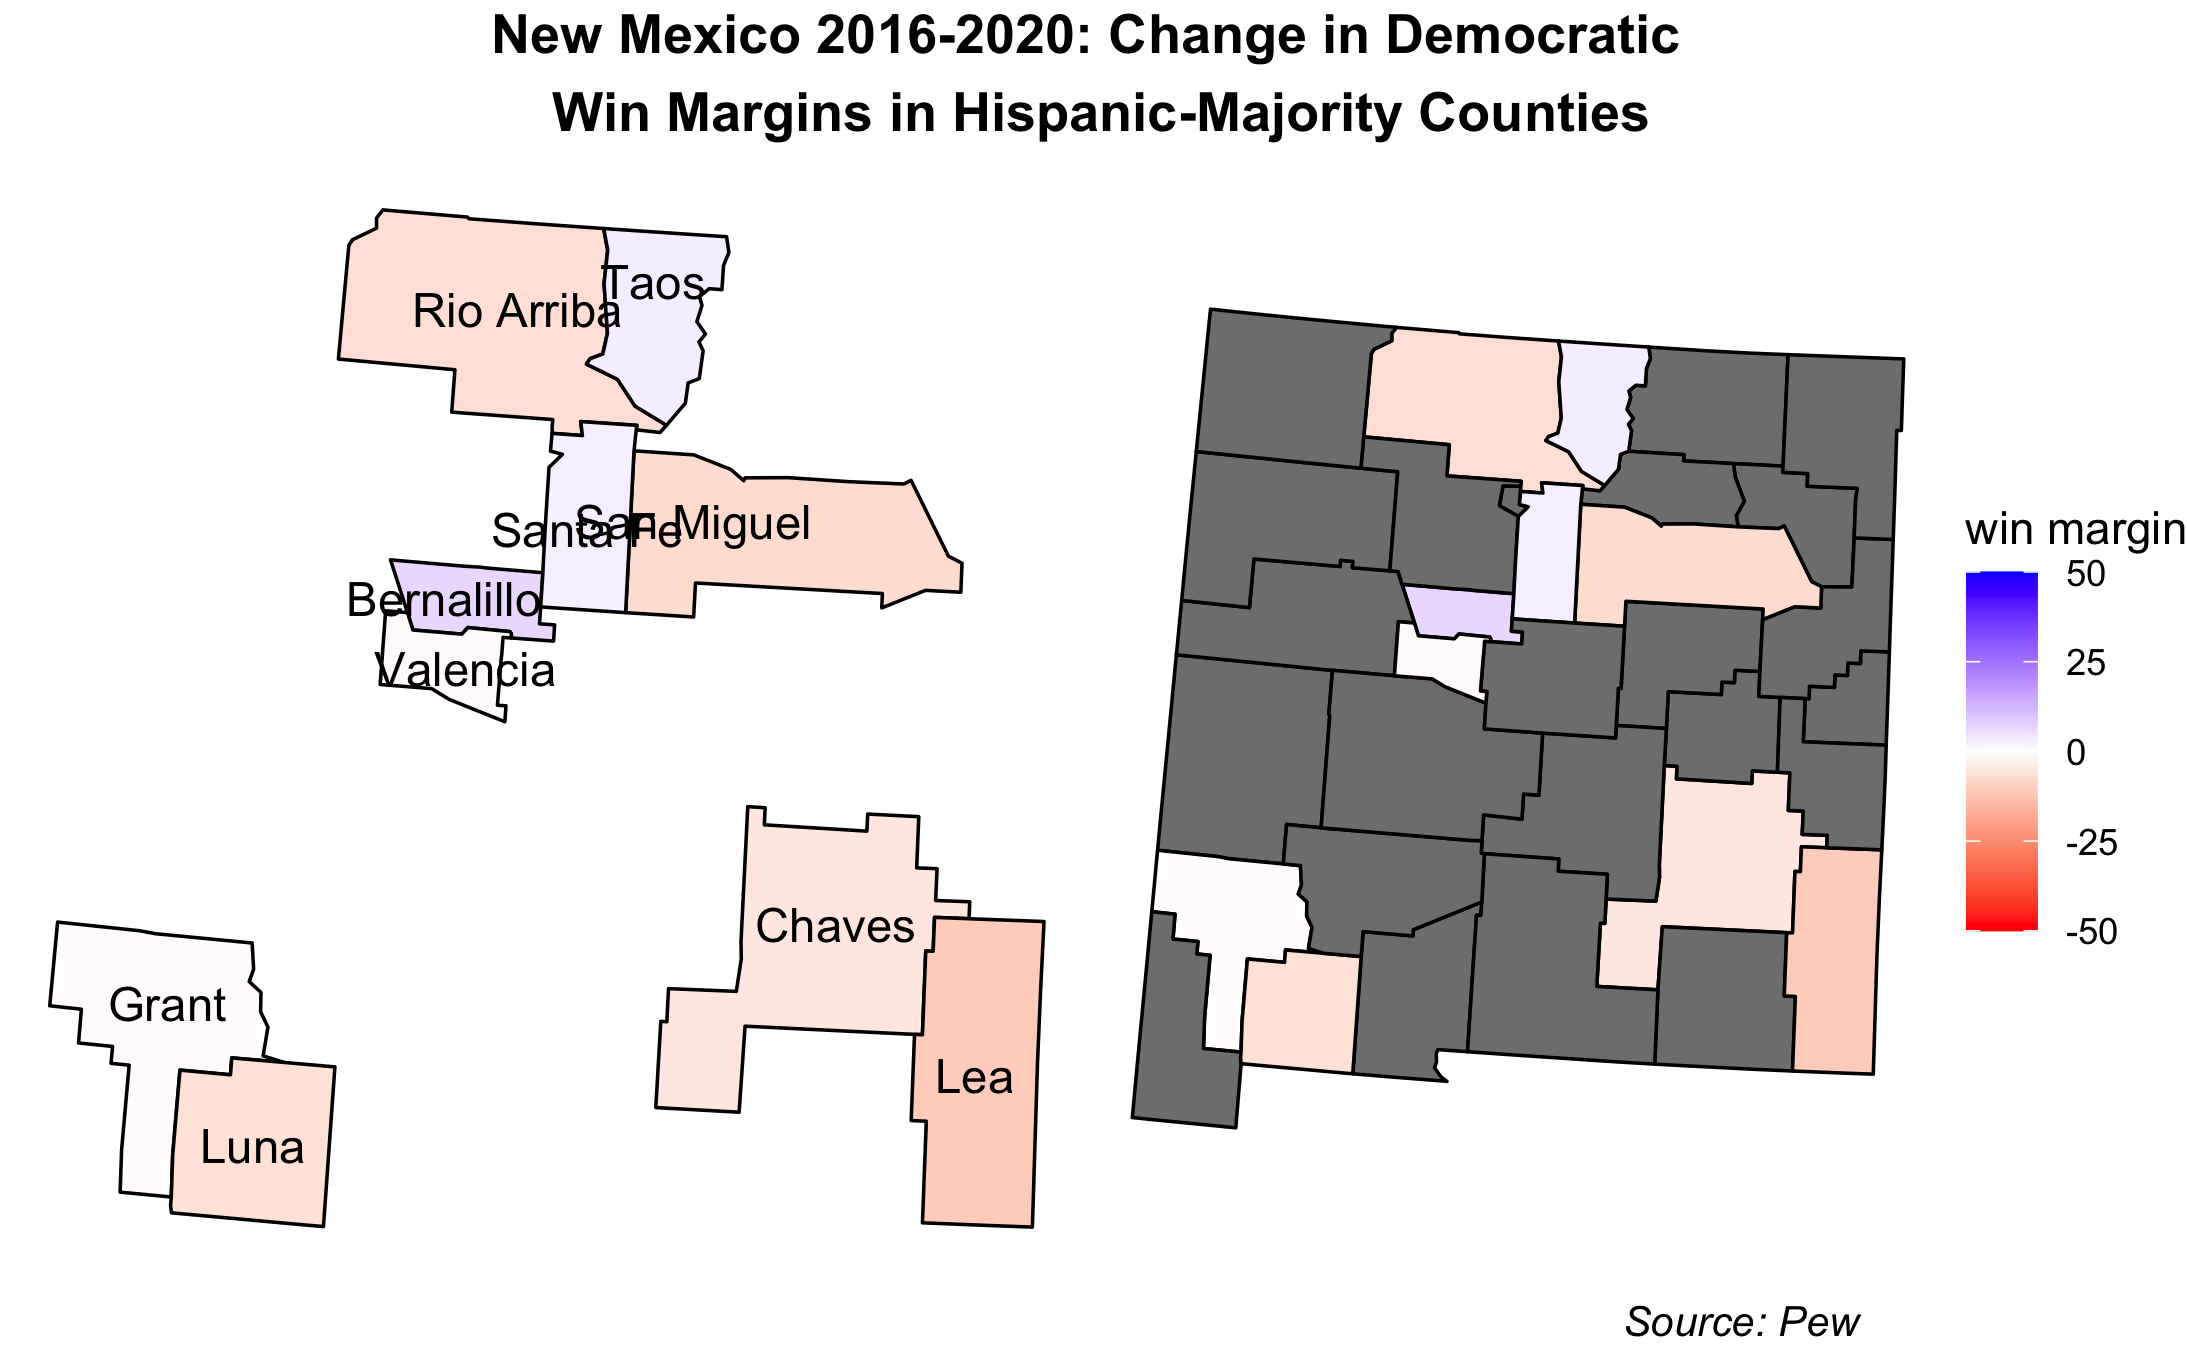 New Mexico 2016-2020: Change in Democratic
Win Margins in Hispanic-Majority Counties
Taos
Rio Arriba
Santa Fe
San Miguel
Bernalillo
Valencia
Chaves
Grant
Lea
Luna
win margin
50
25
0
-25
-50
Source: Pew